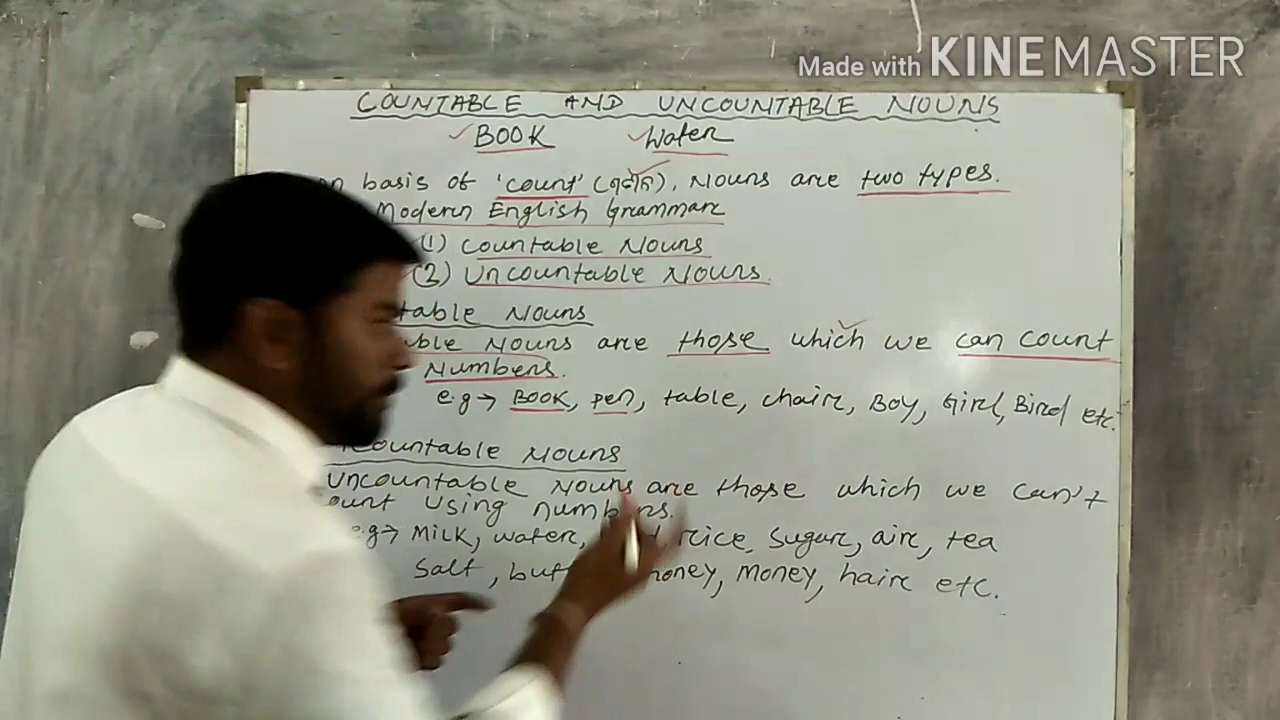 Made with KINEMASTER
COUNTABLE AND UNCOUNTABLE NOUNS
BOOK Water
basis of 'count' (গণনা). Nouns are two types.
Modern English Grammar
(1) Countable Nouns
(2) Uncountable Nouns.
table Nouns
ble Nouns are those which we can count
Numbers.
e.g → BOOK, pen, table, chair, Boy, Girl, Bird etc.
countable Nouns
Uncountable Nouns are those which we can't
ount using numbers.
e.g → Milk, water, rice, sugar, air, tea
salt, money, hair etc.